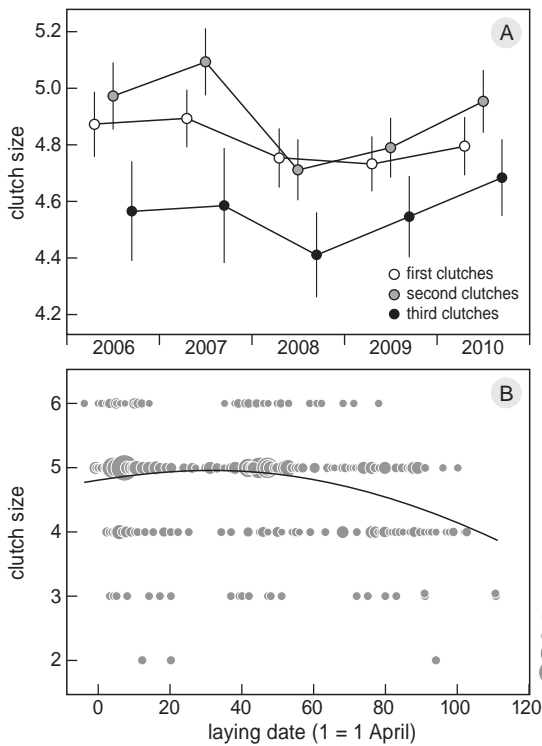 A
5.2
5.0
4.8
4.6
4.4
4.2
clutch size
first clutches
second clutches
third clutches
2006 2007 2008 2009 2010
B
6
5
4
3
2
clutch size
0 20 40 60 80 100 120
laying date (1 = 1 April)